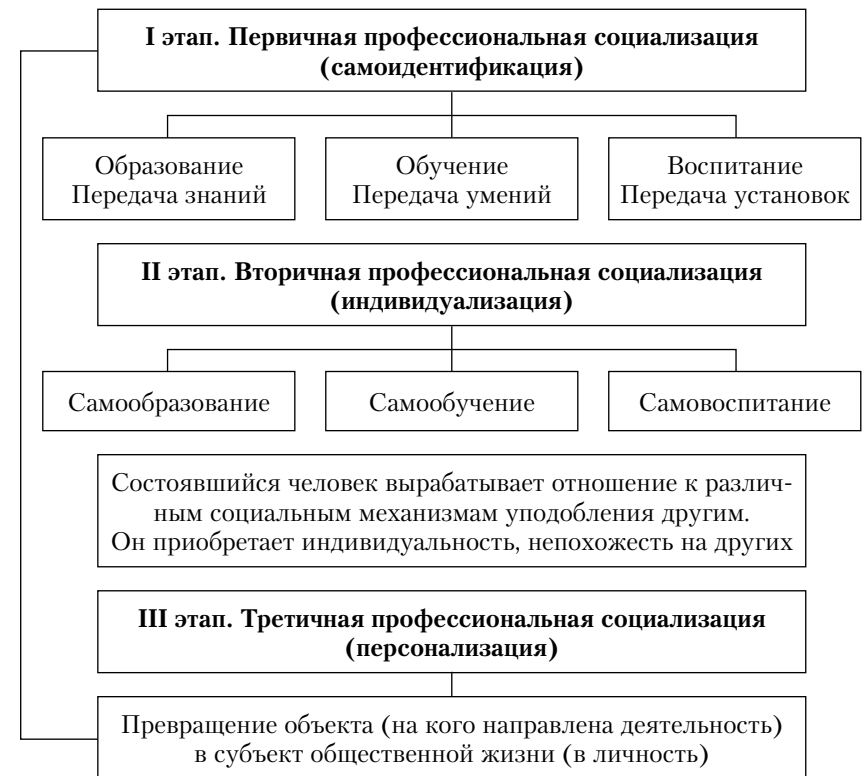 I этап. Первичная профессиональная социализация
(самоидентификация)
Образование
Передача знаний
Обучение
Передача умений
Воспитание
Передача установок
II этап. Вторичная профессиональная социализация
(индивидуализация)
Самообразование
Самообучение
Самовоспитание
Состоявшийся человек вырабатывает отношение к различ-
ным социальным механизмам уподобления другим.
Он приобретает индивидуальность, непохожесть на других
III этап. Третичная профессиональная социализация
(персонализация)
Превращение объекта (на кого направлена деятельность)
в субъект общественной жизни (в личность)